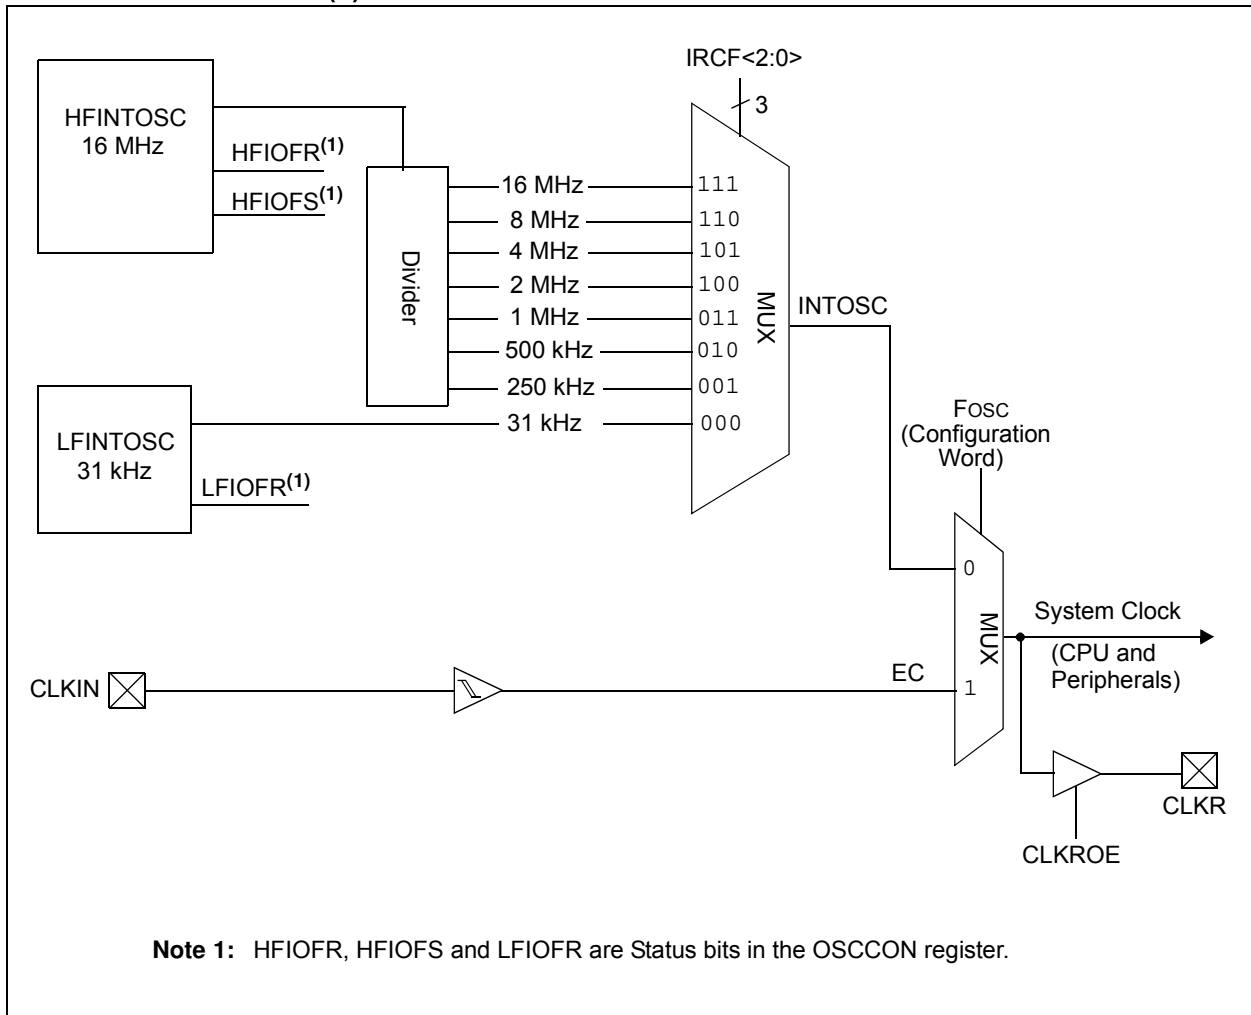 IRCF<2:0>
3
HFINTOSC
16 MHz
HFIOFR(1)
HFIOFS(1)
Divider
16 MHz
8 MHz
4 MHz
2 MHz
1 MHz
500 kHz
250 kHz
31 kHz
111
110
101
100
011
010
001
000
MUX
INTOSC
LFINTOSC
31 kHz
LFIOFR(1)
FOSC
(Configuration
Word)
0
1
MUX
System Clock
(CPU and
Peripherals)
CLKIN
EC
CLKR
CLKROE
Note 1: HFIOFR, HFIOFS and LFIOFR are Status bits in the OSCCON register.